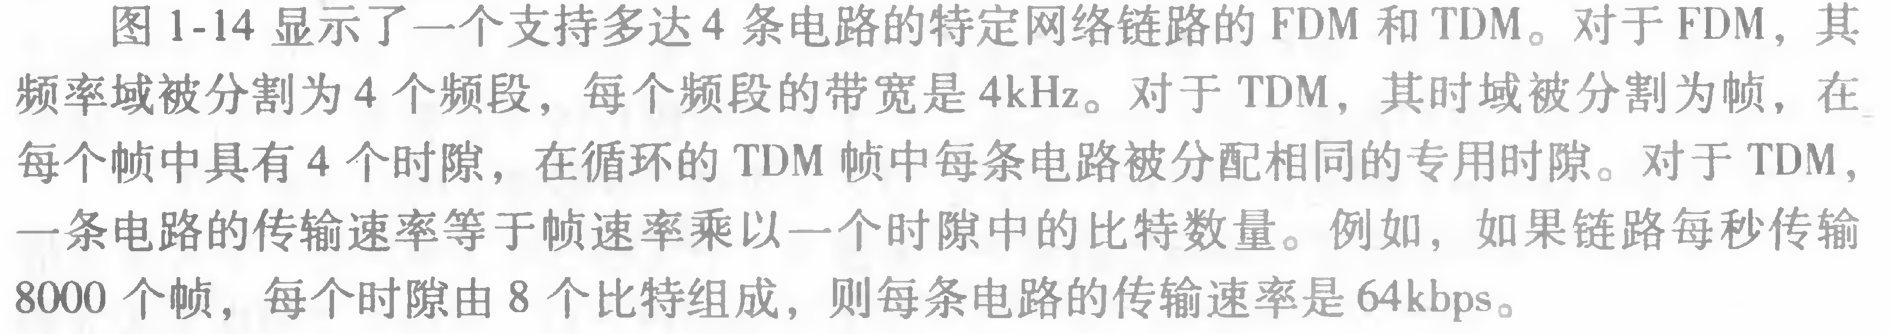 图 1-14 显示了一个支持多达 4 条电路的特定网络链路的 FDM 和 TDM。对于 FDM，其
频率域被分割为 4 个频段，每个频段的带宽是 4kHz。对于 TDM，其时域被分割为帧，在
每个帧中具有 4 个时隙，在循环的 TDM 帧中每条电路被分配相同的专用时隙。对于 TDM，
一条电路的传输速率等于帧速率乘以一个时隙中的比特数量。例如，如果链路每秒传输
8000 个帧，每个时隙由 8 个比特组成，则每条电路的传输速率是 64kbps。